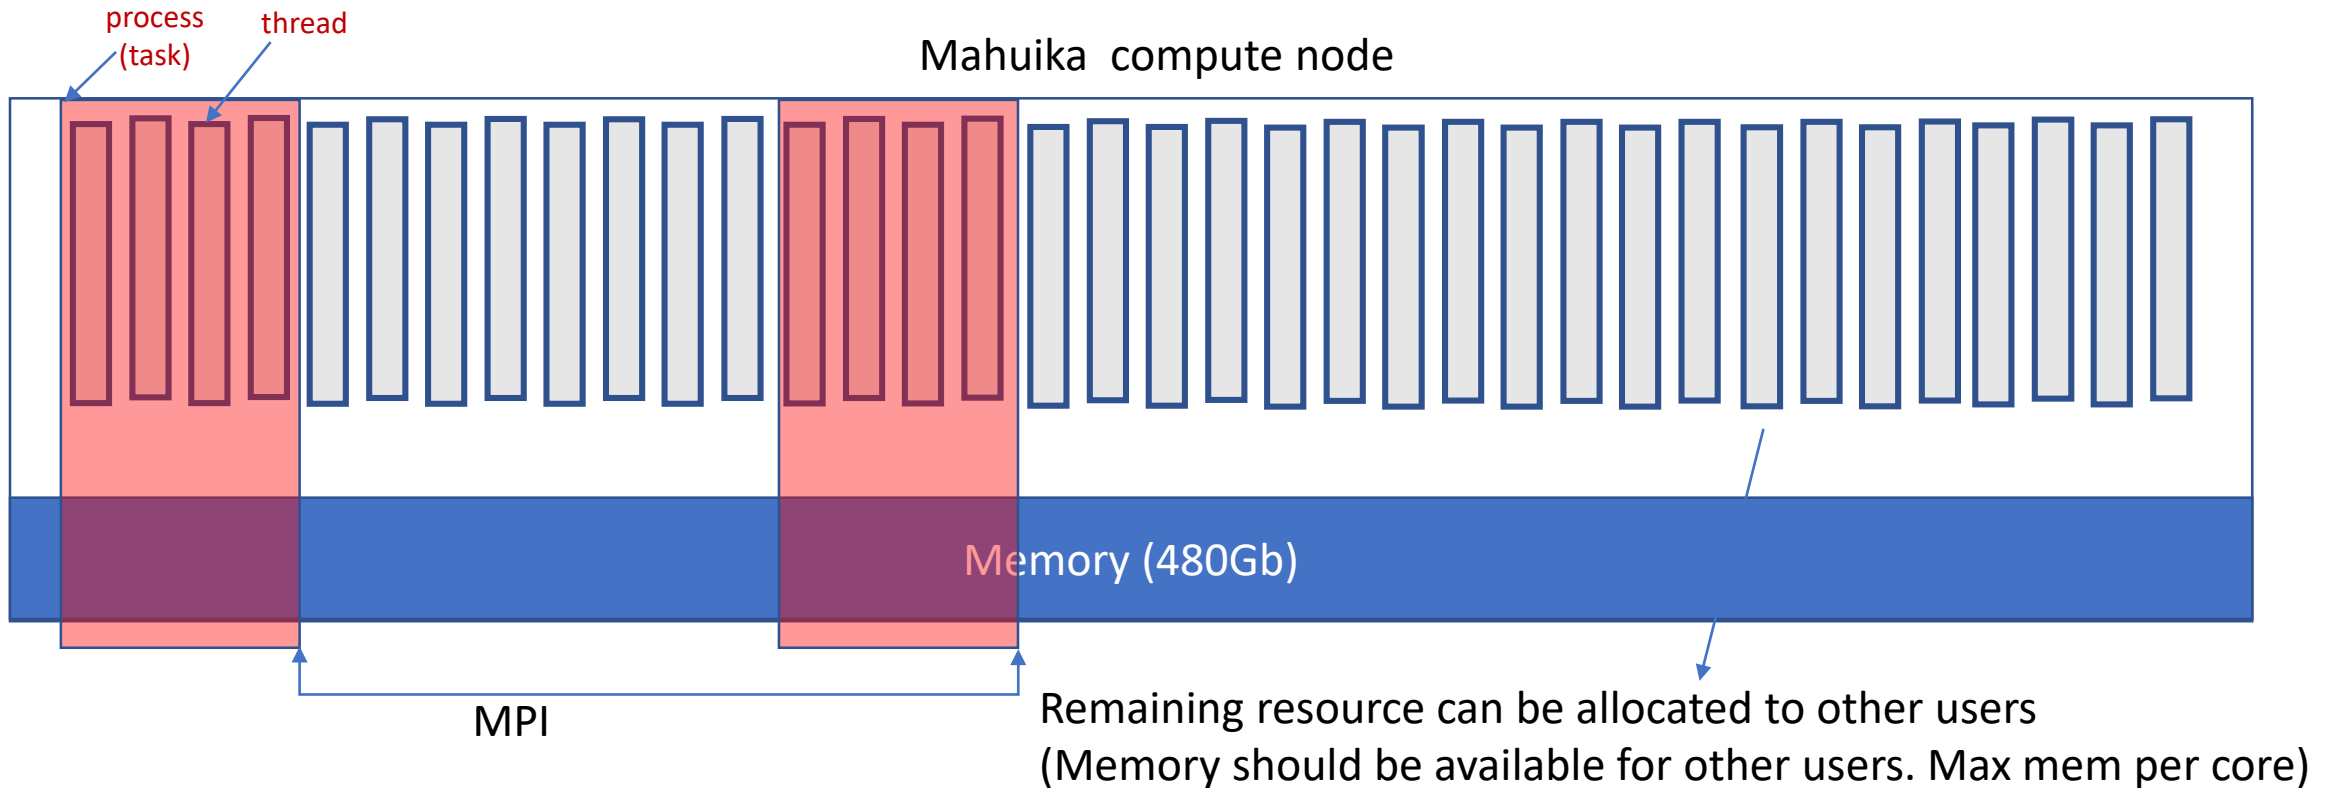 process
(task)
thread
Mahuika compute node
Memory (480Gb)
MPI
Remaining resource can be allocated to other users
(Memory should be available for other users. Max mem per core)